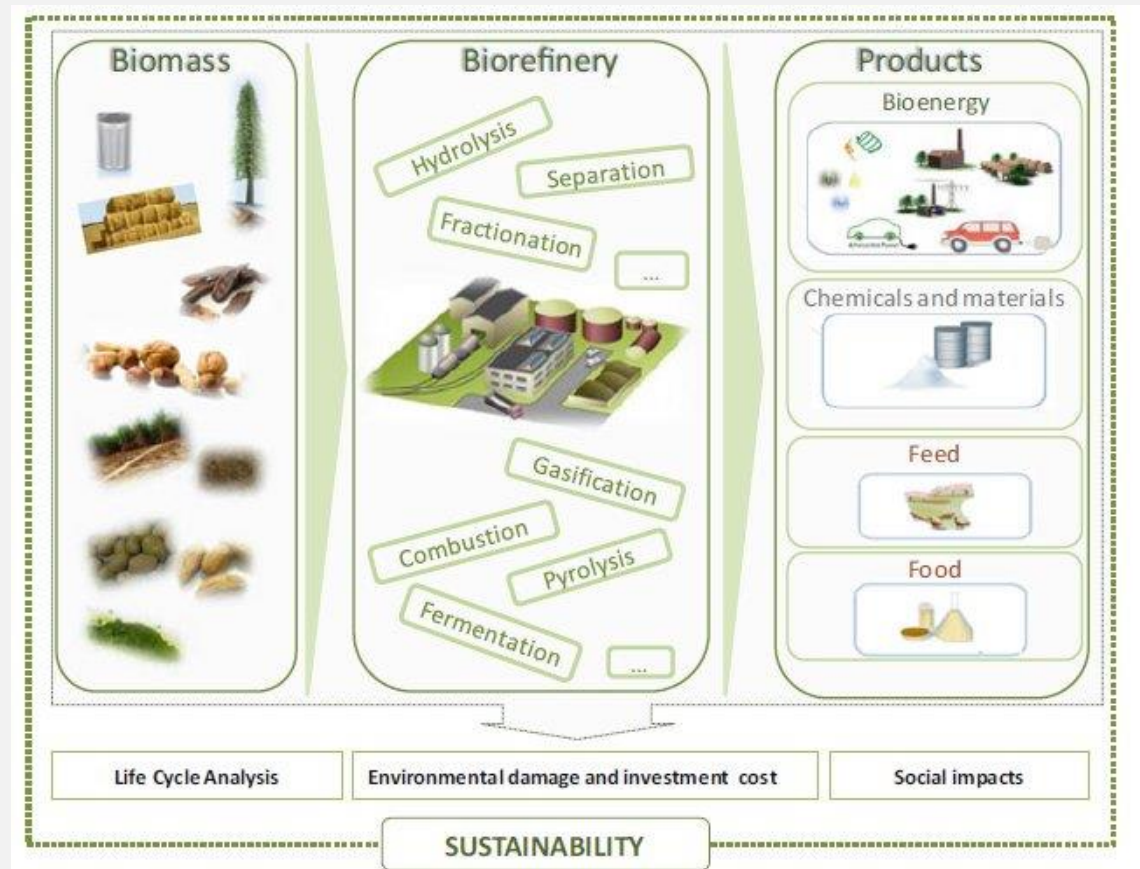 Biomass
Biorefinery
Products
Hydrolysis
Separation
Fractionation
...
Gasification
Combustion
Pyrolysis
Fermentation
...
Bioenergy
Chemicals and materials
Feed
Food
Life Cycle Analysis
Environmental damage and investment cost
Social impacts
SUSTAINABILITY